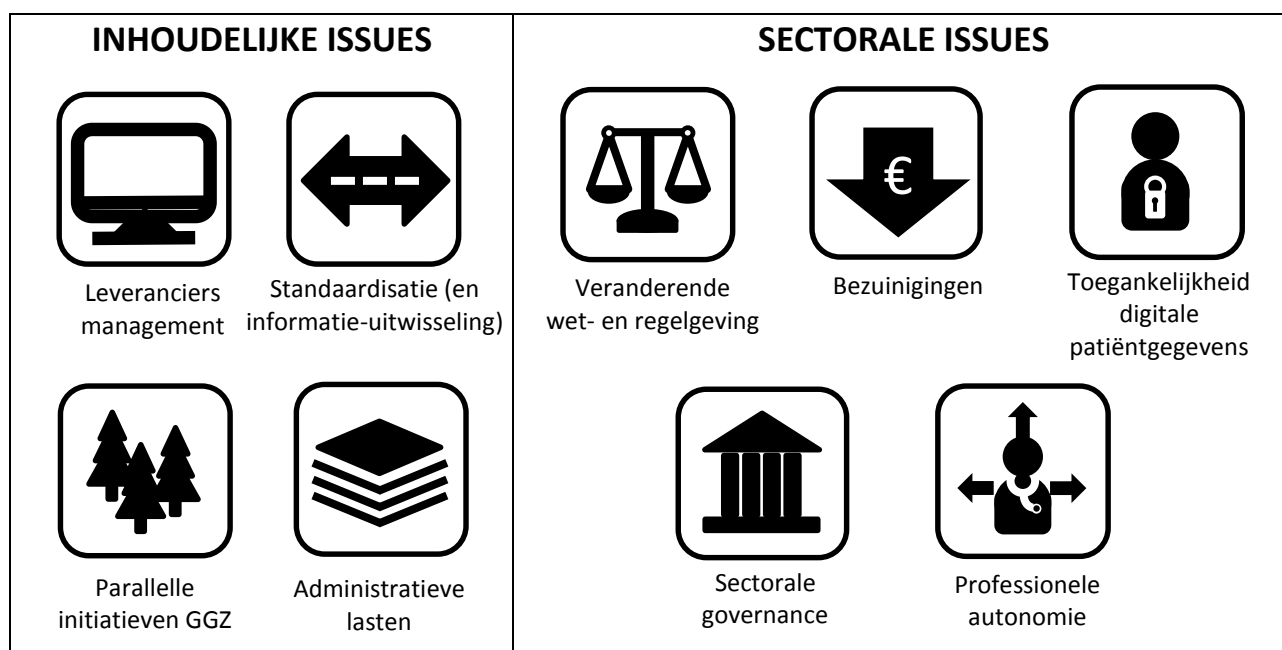 INHOUDELIJKE ISSUES
Leveranciers
management
Standaardisatie (en
informatie-uitwisseling)
Parallelle
initiatieven GGZ
Administratieve
lasten
SECTORALE ISSUES
Veranderende
wet- en regelgeving
€
Bezuinigingen
Toegankelijkheid
digitale
patiëntgegevens
Sectorale
governance
Professionele
autonomie